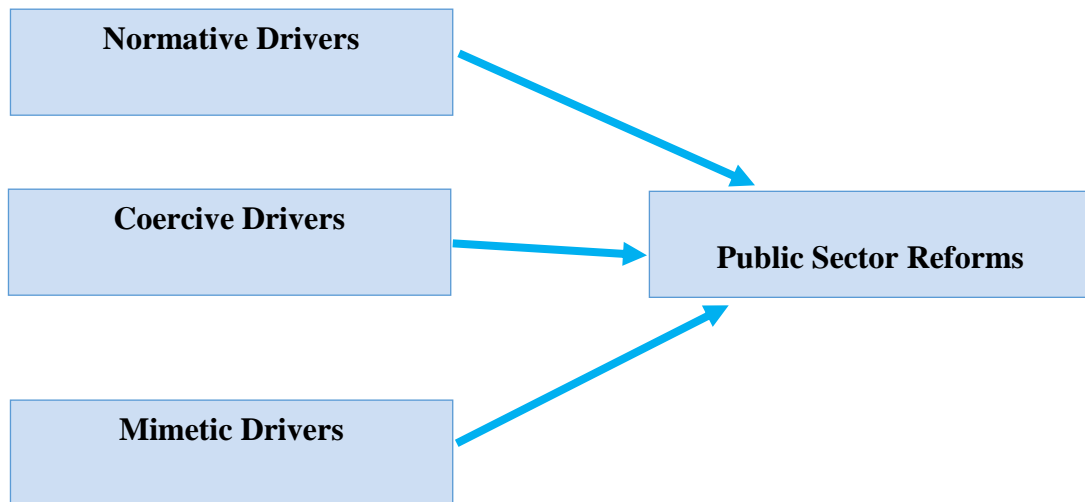 Normative Drivers
Coercive Drivers
Public Sector Reforms
Mimetic Drivers